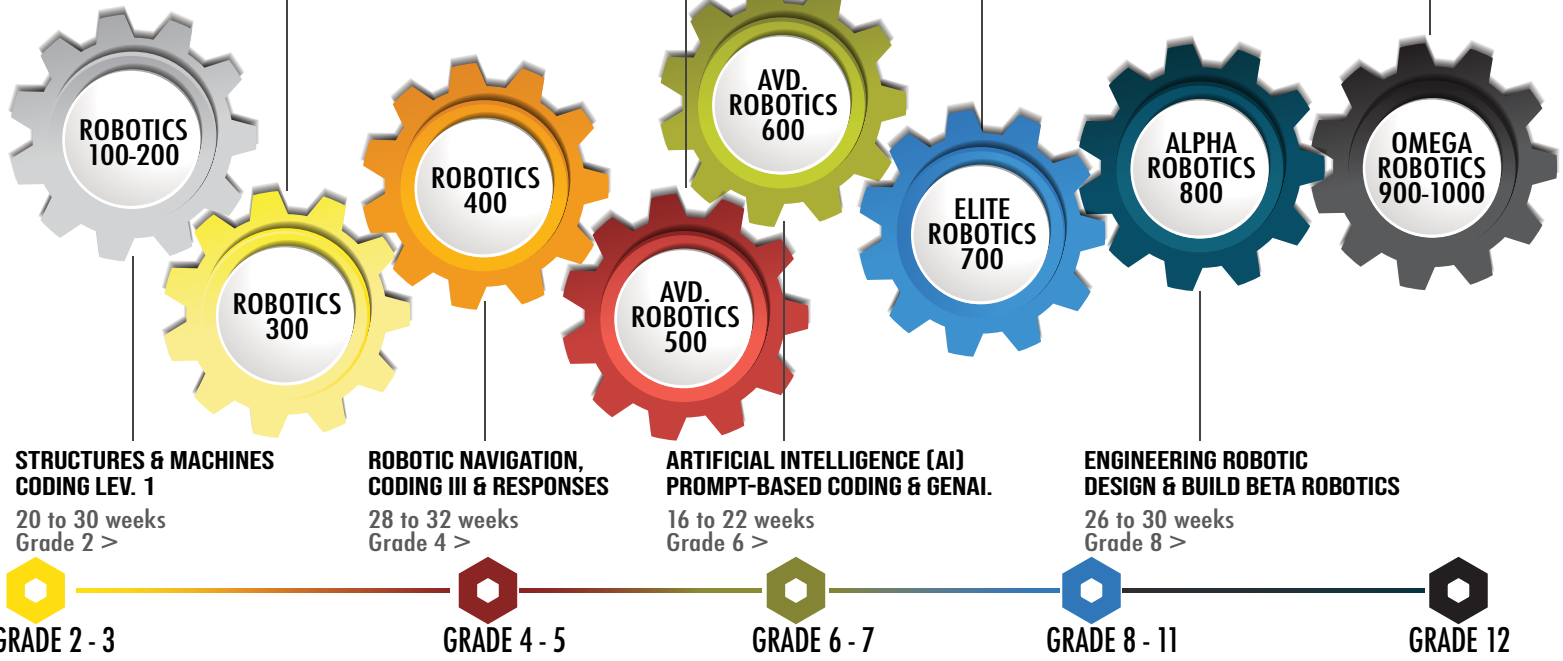 ROBOTICS
100-200
ROBOTICS
300
ROBOTICS
400
AVD.
ROBOTICS
500
AVD.
ROBOTICS
600
ELITE
ROBOTICS
700
ALPHA
ROBOTICS
800
OMEGA
ROBOTICS
900-1000
STRUCTURES & MACHINES
CODING LEV. 1
20 to 30 weeks
Grade 2 >
ROBOTIC NAVIGATION,
CODING III & RESPONSES
28 to 32 weeks
Grade 4 >
ARTIFICIAL INTELLIGENCE (AI)
PROMPT-BASED CODING & GENAI.
16 to 22 weeks
Grade 6 >
ENGINEERING ROBOTIC
DESIGN & BUILD BETA ROBOTICS
26 to 30 weeks
Grade 8 >
GRADE 2 - 3
GRADE 4 - 5
GRADE 6 - 7
GRADE 8 - 11
GRADE 12